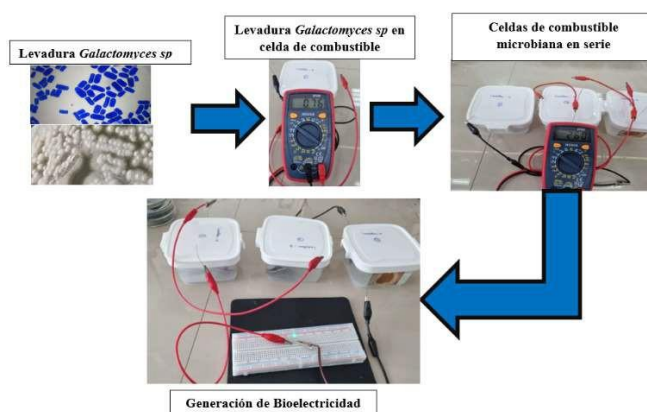 Levadura Galactomyces sp
Levadura Galactomyces sp en
celda de combustible
Celdas de combustible
microbiana en serie
Generación de Bioelectricidad